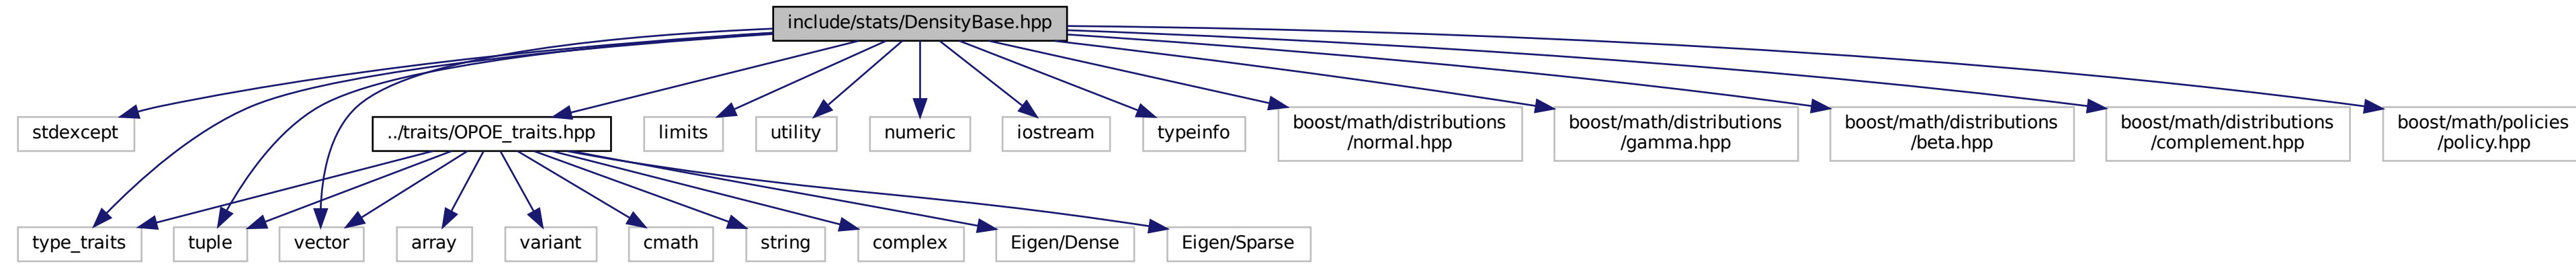 include/stats/DensityBase.hpp
stdexcept
../traits/OPOE_traits.hpp
limits
utility
numeric
iostream
typeinfo
boost/math/distributions
/normal.hpp
boost/math/distributions
/gamma.hpp
boost/math/distributions
/beta.hpp
boost/math/distributions
/complement.hpp
boost/math/policies
/policy.hpp
type_traits
tuple
vector
array
variant
cmath
string
complex
Eigen/Dense
Eigen/Sparse